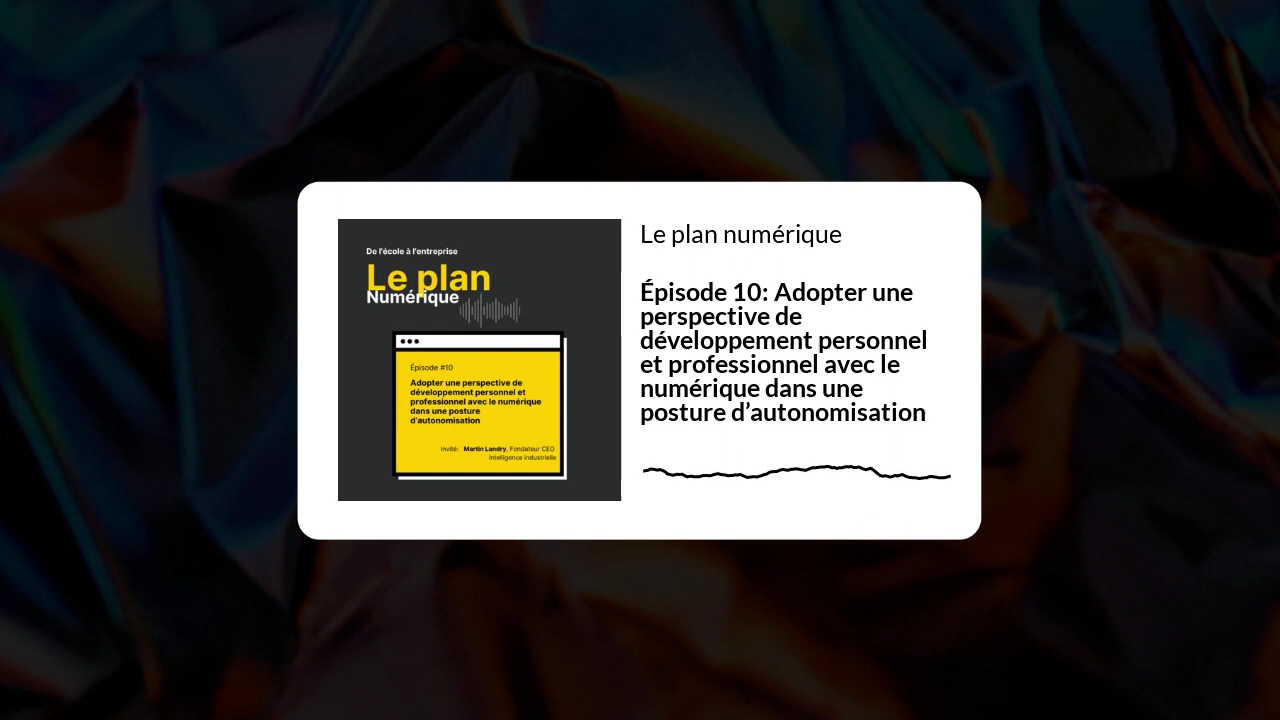 De l'école à l'entreprise
Le plan
Numérique
Épisode #10
Adopter une perspective de
développement personnel et
professionnel avec le numérique
dans une posture
d'autonomisation
Invité: Martin Landry, Fondateur CEO
Intelligence Industrielle
Le plan numérique
Épisode 10: Adopter une
perspective de
développement personnel
et professionnel avec le
numérique dans une
posture d’autonomisation